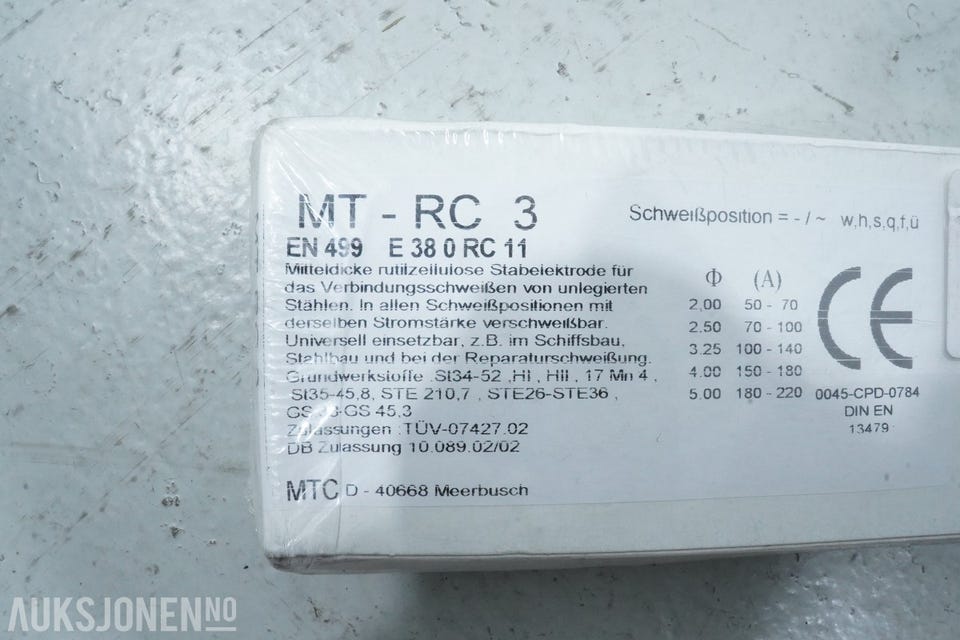 MT - RC 3
EN 499 E 38 0 RC 11
Mitteldicke rutilzellulose Stabelektrode für
das Verbindungsschweißen von unlegierten
Stählen. In allen Schweißpositionen mit
derselben Stromstärke verschweißbar.
Universell einsetzbar, z.B. im Schiffsbau,
Stahlbau und bei der Reparaturschweißung.
Grundwerkstoffe :St34-52 ,HI , HII , 17 Mn 4 ,
St35-45.8, STE 210,7 , STE26-STE36 ,
GS 45,3
Zulassungen :TÜV-07427.02
DB Zulassung 10.089.02/02
MTC D - 40668 Meerbusch
Schweißposition = - / ~ w,h,s,q,f,ü
Φ (A)
2,00 50 - 70
2.50 70 - 100
3.25 100 - 140
4.00 150 - 180
5.00 180 - 220
CE
0045-CPD-0784
DIN EN
13479
AUKSJONEN.NO